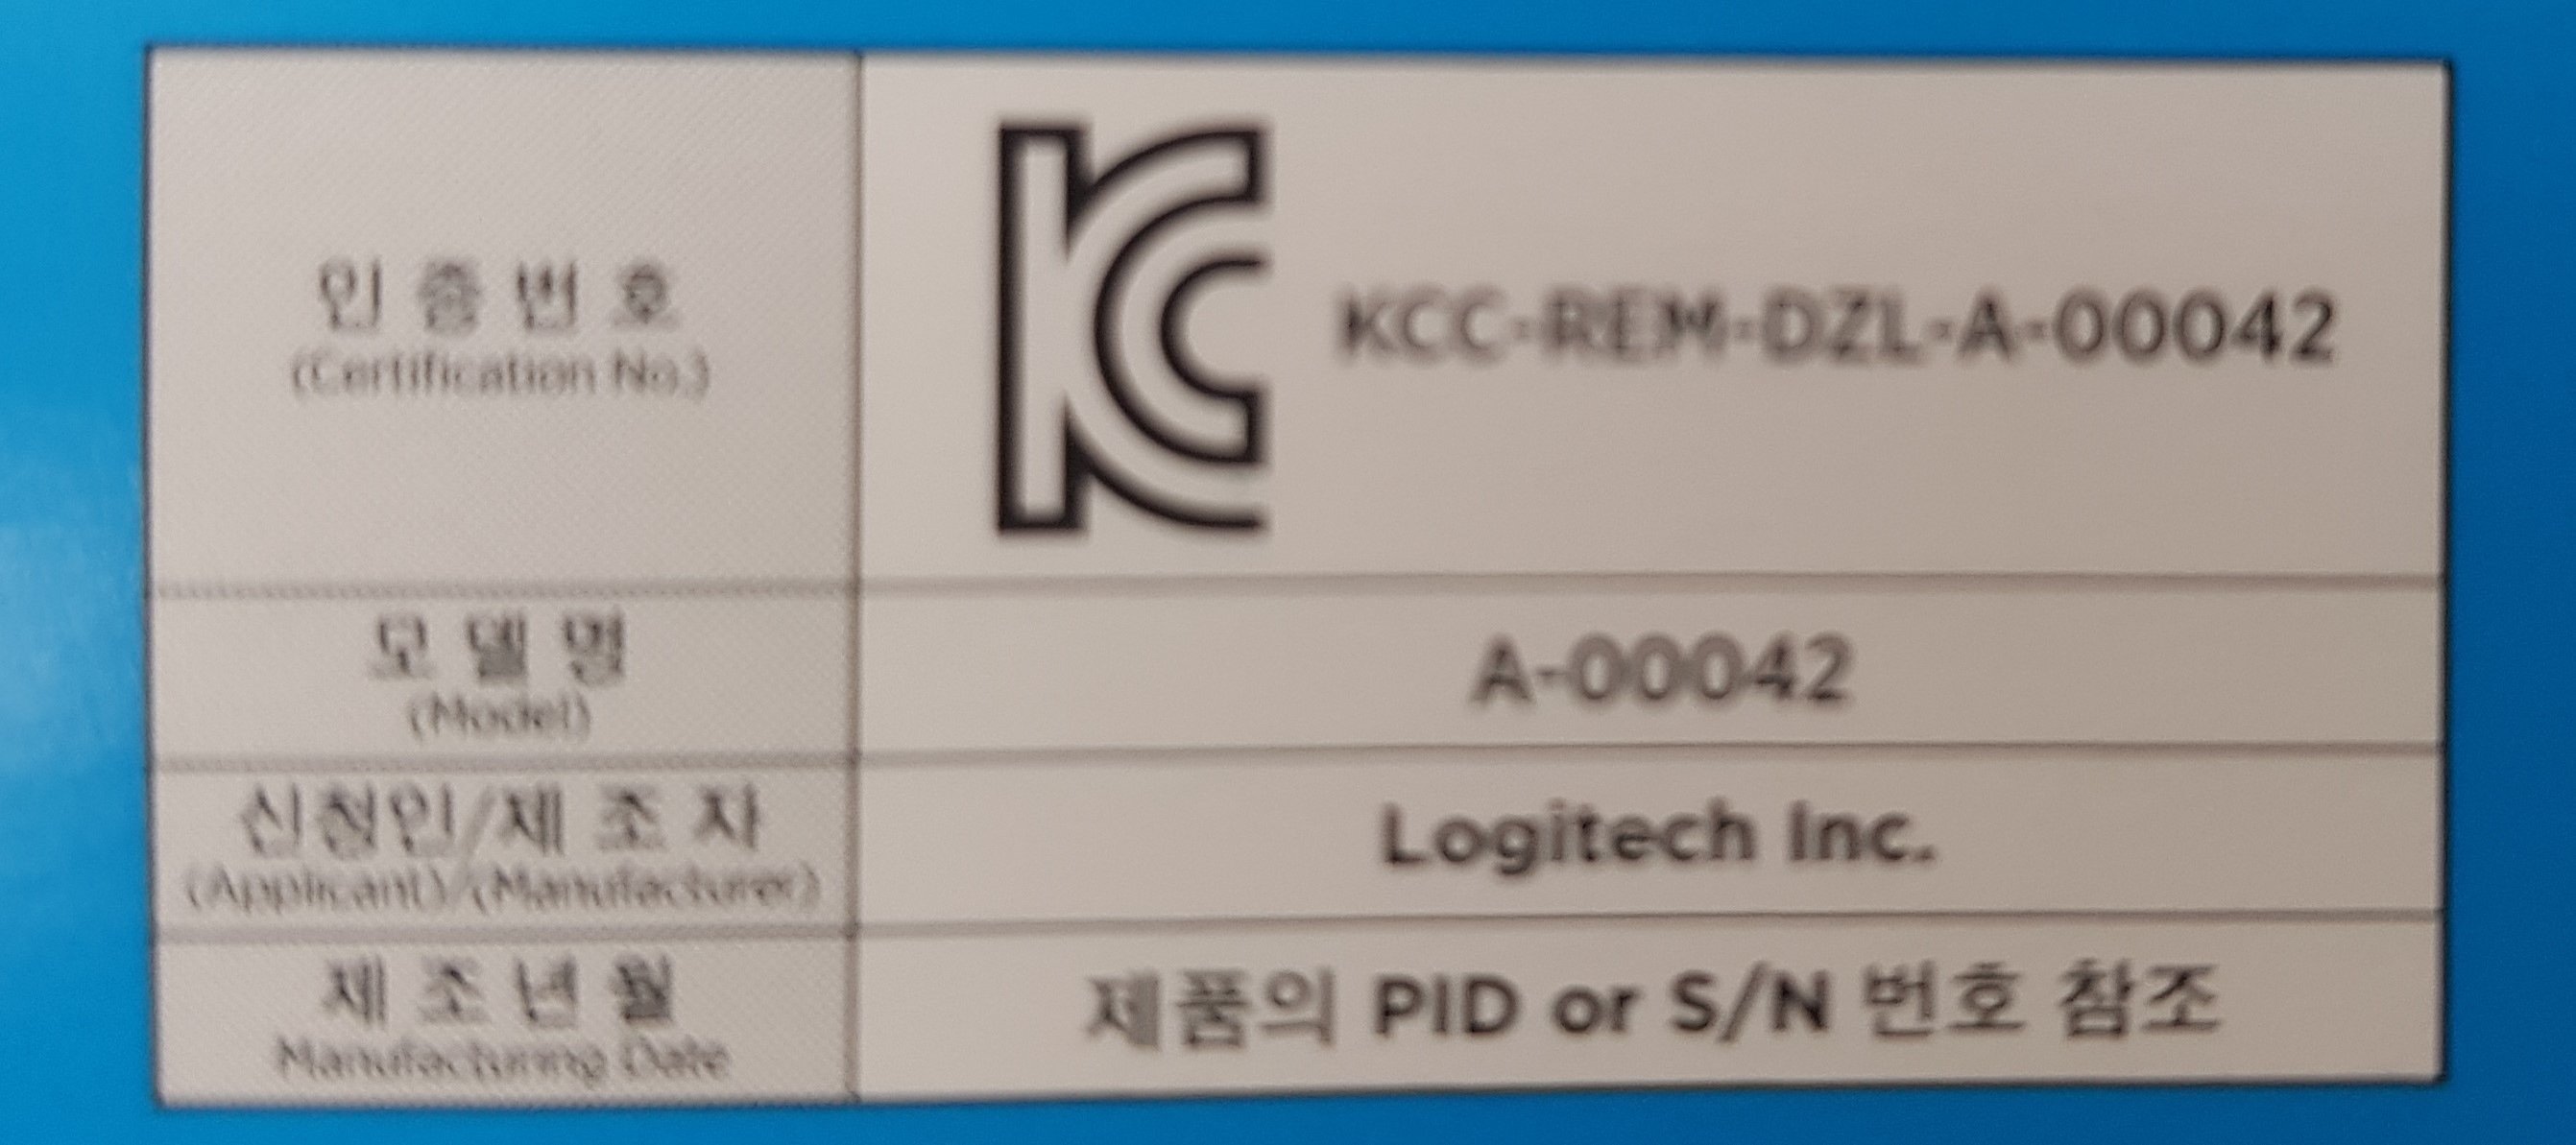 인 증 번 호
(Certification No.)
KC
KCC-REM-DZL-A-00042
모 델 명
(Model)
A-00042
신청인/제 조 자
(Applicant)/(Manufacturer)
Logitech Inc.
제 조 년 월
Manufacturing Date
제품의 PID or S/N 번호 참조